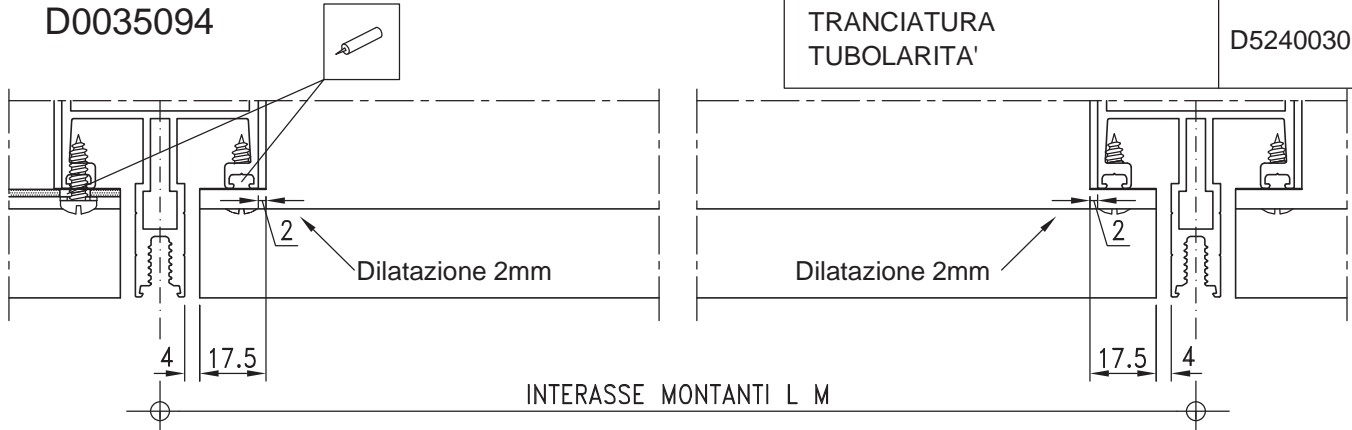 D0035094
TRANCIATURA
TUBOLARITA'
D5240030
2
2
Dilatazione 2mm
Dilatazione 2mm
4
17.5
17.5
4
INTERASSE MONTANTI L M